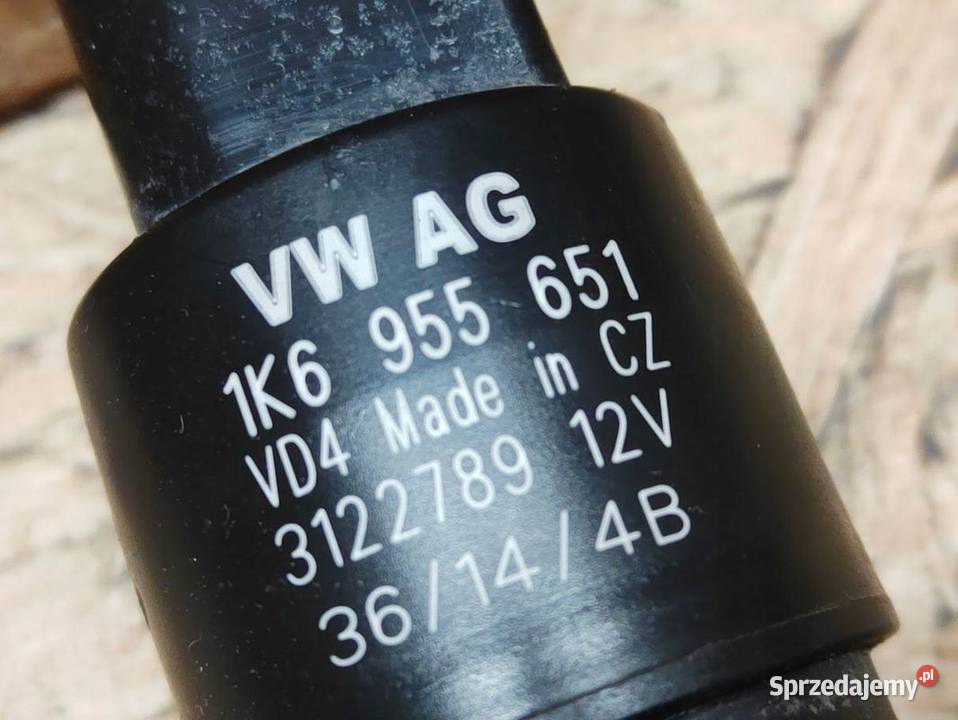 VW AG
1K6 955 651
VD4 Made in CZ
3122789 12V
36/14/4B
Sprzedajemy.pl